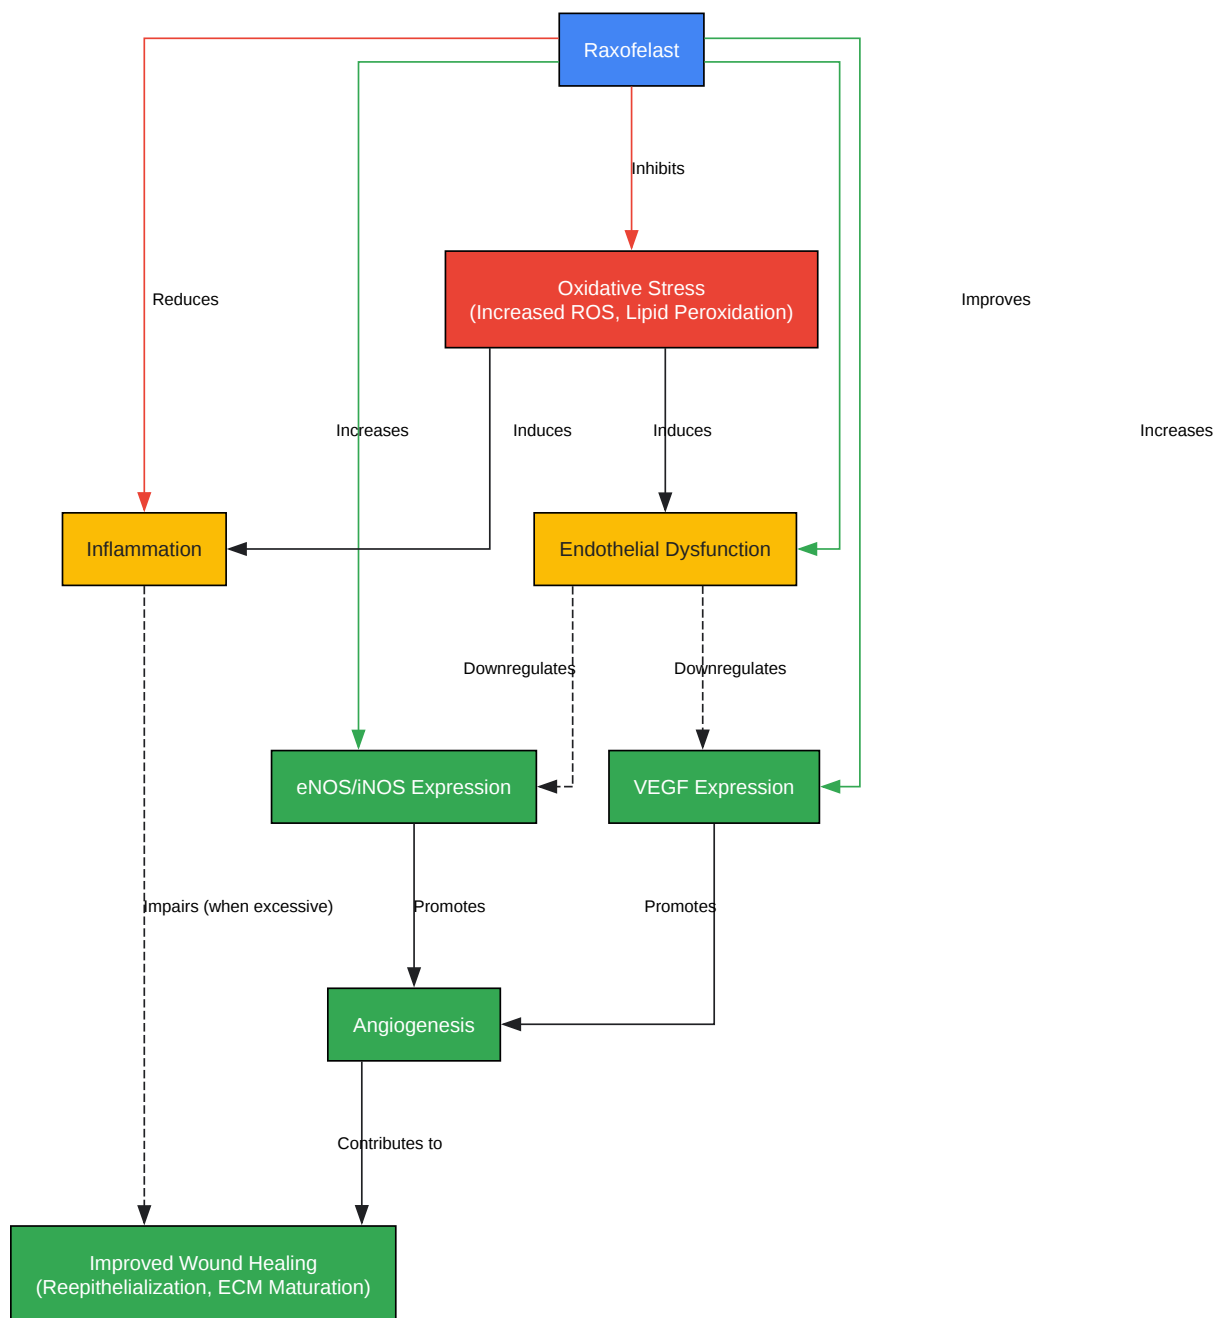 Raxofelast
Inhibits
Oxidative Stress
(Increased ROS, Lipid Peroxidation)
Reduces
Improves
Increases
Induces
Induces
Increases
Inflammation
Endothelial Dysfunction
Downregulates
Downregulates
eNOS/iNOS Expression
VEGF Expression
Impairs (when excessive)
Promotes
Promotes
Angiogenesis
Contributes to
Improved Wound Healing
(Reepithelialization, ECM Maturation)